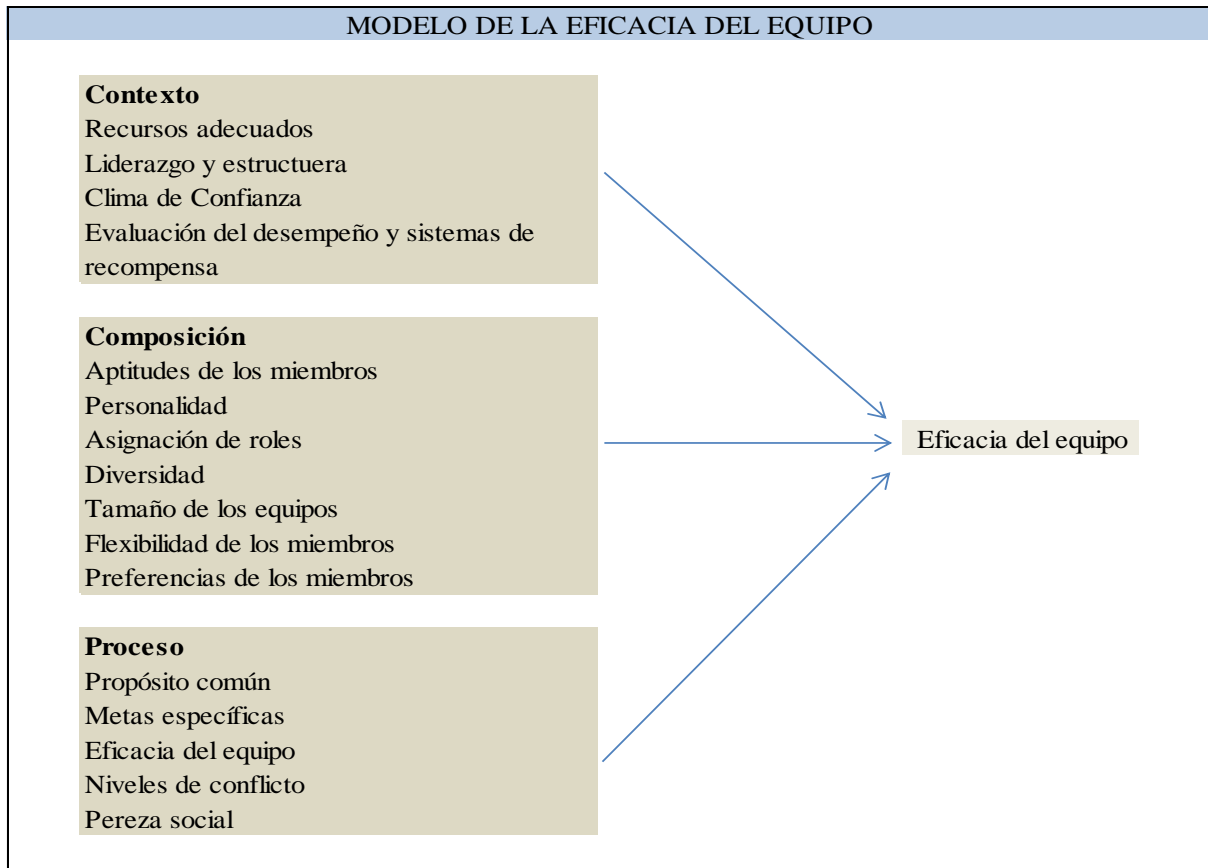 MODELO DE LA EFICACIA DEL EQUIPO
Contexto
Recursos adecuados
Liderazgo y estructuera
Clima de Confianza
Evaluación del desempeño y sistemas de
recompensa
Composición
Aptitudes de los miembros
Personalidad
Asignación de roles
Diversidad
Tamaño de los equipos
Flexibilidad de los miembros
Preferencias de los miembros
Eficacia del equipo
Proceso
Propósito común
Metas específicas
Eficacia del equipo
Niveles de conflicto
Pereza social